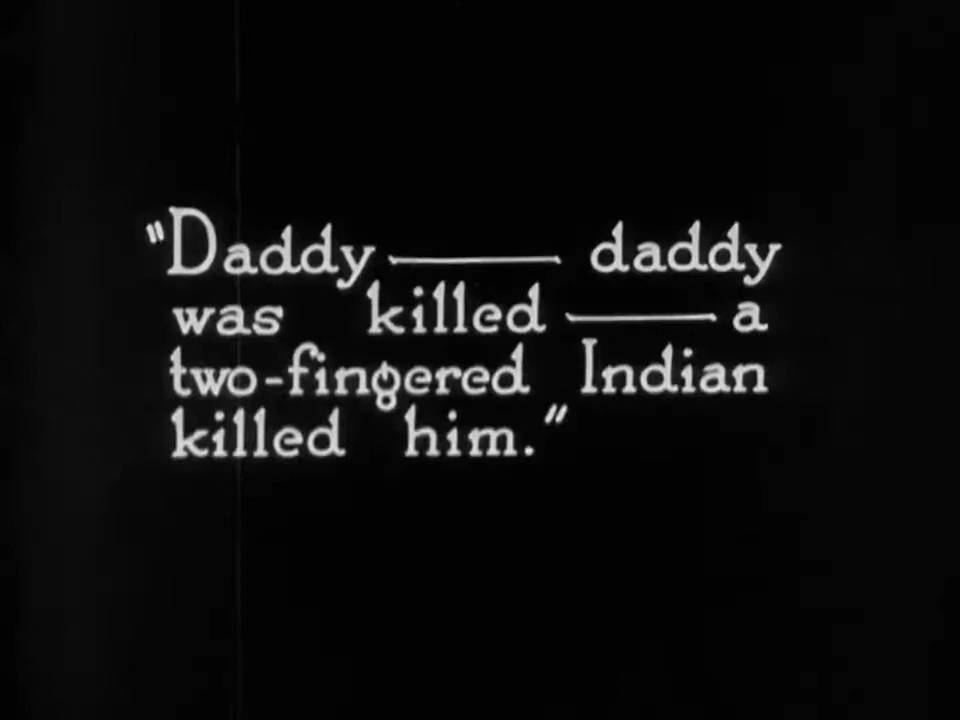 "Daddy —— daddy
was killed —— a
two-fingered Indian
killed him."